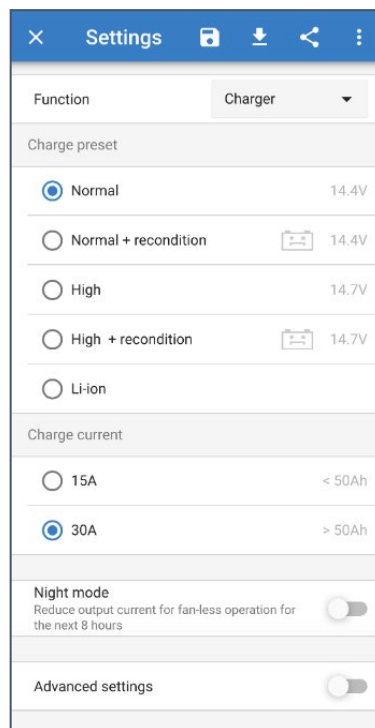 Settings
Function Charger
Charge preset
Normal 14.4V
Normal + recondition 14.4V
High 14.7V
High + recondition 14.7V
Li-ion
Charge current
15A < 50Ah
30A > 50Ah
Night mode
Reduce output current for fan-less operation for
the next 8 hours
Advanced settings